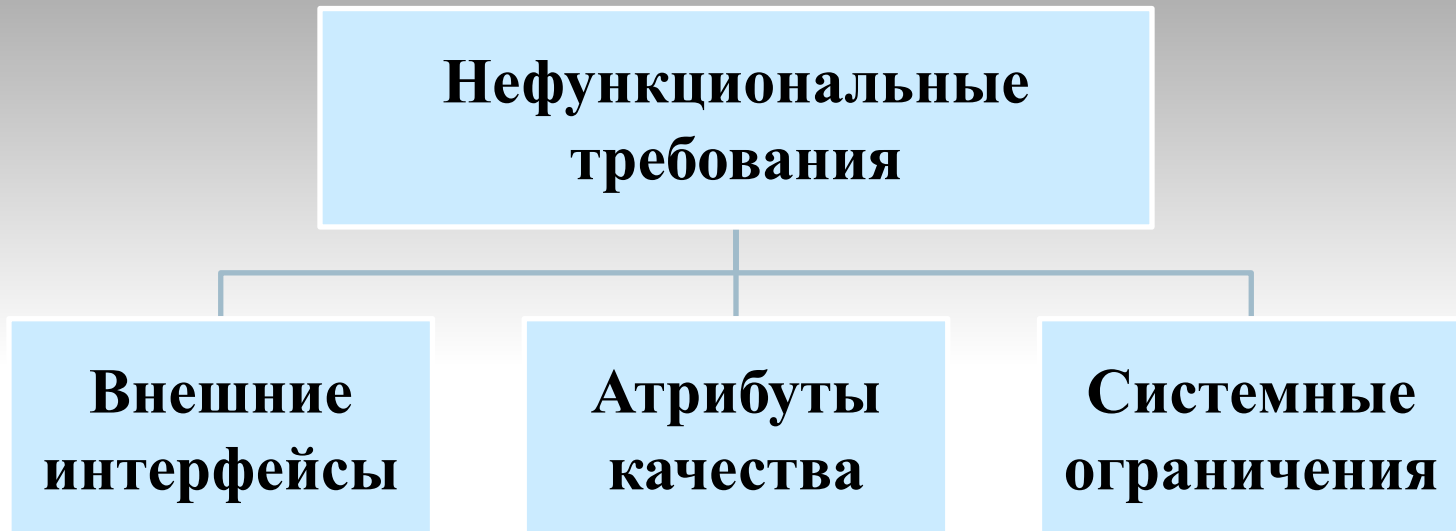 Нефункциональные
требования
Внешние
интерфейсы
Атрибуты
качества
Системные
ограничения